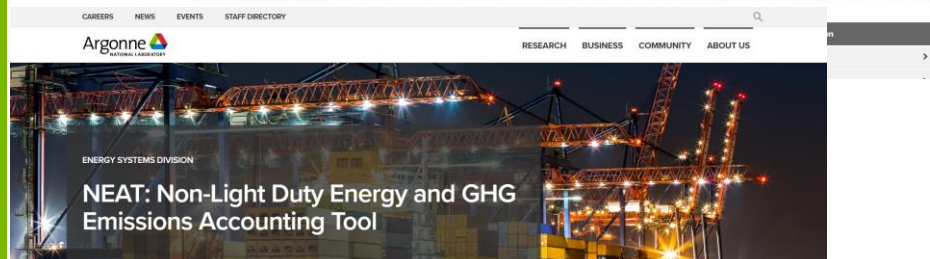 CAREERS NEWS EVENTS STAFF DIRECTORY
Argonne
NATIONAL LABORATORY
RESEARCH BUSINESS COMMUNITY ABOUT US
on
ENERGY SYSTEMS DIVISION
NEAT: Non-Light Duty Energy and GHG
Emissions Accounting Tool